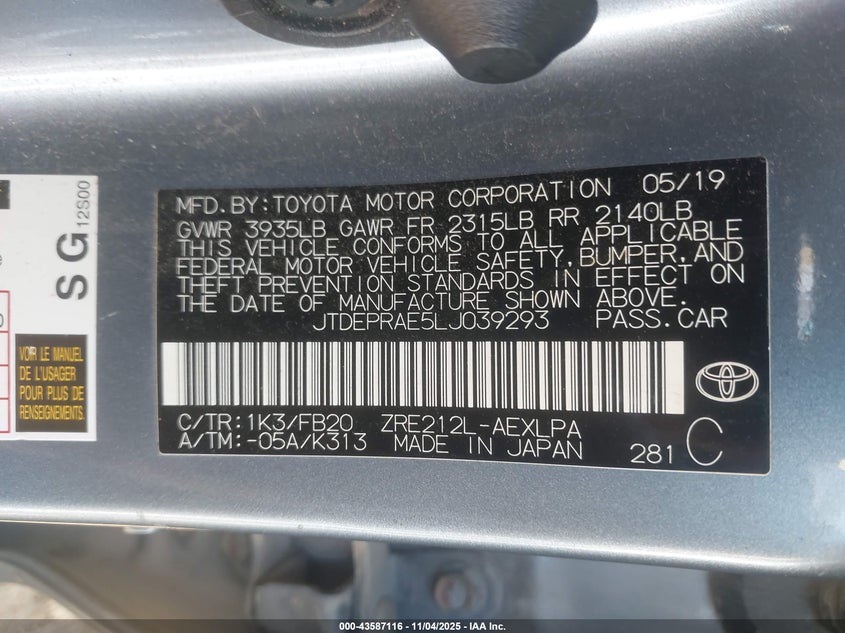 MFD.BY:TOYOTA MOTOR CORPORATION 05/19
GVWR 3935LB GAWR FR 2315LB RR 2140LB
THIS VEHICLE CONFORMS TO ALL APPLICABLE
FEDERAL MOTOR VEHICLE SAFETY,BUMPER,AND
THEFT PREVENTION STANDARDS IN EFFECT ON
THE DATE OF MANUFACTURE SHOWN ABOVE.
JTDEPRAE5LJ039293 PASS.CAR
C/TR:1K3/FB20 ZRE212L-AEXLPA
A/TM:-05A/K313 MADE IN JAPAN 281 C
SG 12S00
VOIR LE MANUEL
DE L'USAGER
POUR PLUS DE
RENSEIGNEMENTS.
000-43587116 - 11/04/2025 - IAA, Inc.